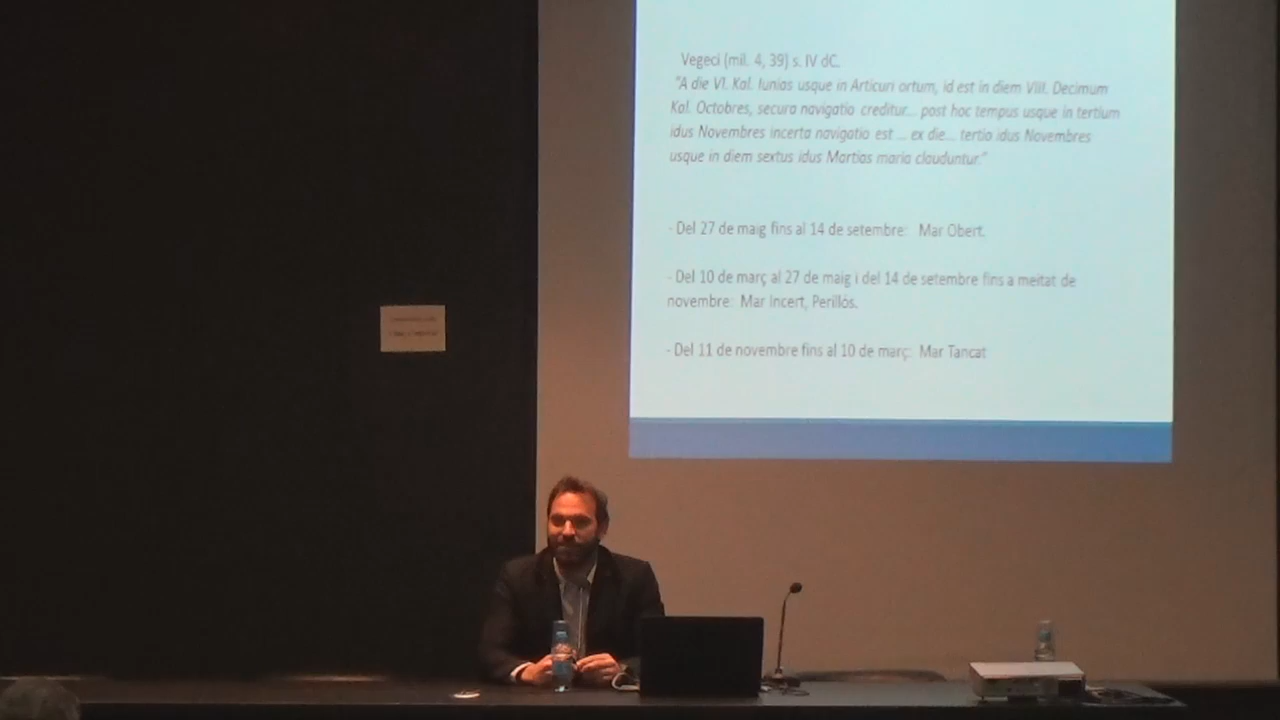 Vegeci (mil. 4, 39) s. IV dC.
"A die VI. Kal. Iunias usque in Articuri ortum, id est in diem VIII. Decimum
Kal. Octobres, secura navigatio creditur... post hoc tempus usque in tertium
idus Novembres incerta navigatio est ... ex die... tertio idus Novembres
usque in diem sextus idus Martias maria clauduntur."
- Del 27 de maig fins al 14 de setembre: Mar Obert.
- Del 10 de març al 27 de maig i del 14 de setembre fins a meitat de
novembre: Mar Incert, Perillós.
- Del 11 de novembre fins al 10 de març: Mar Tancat